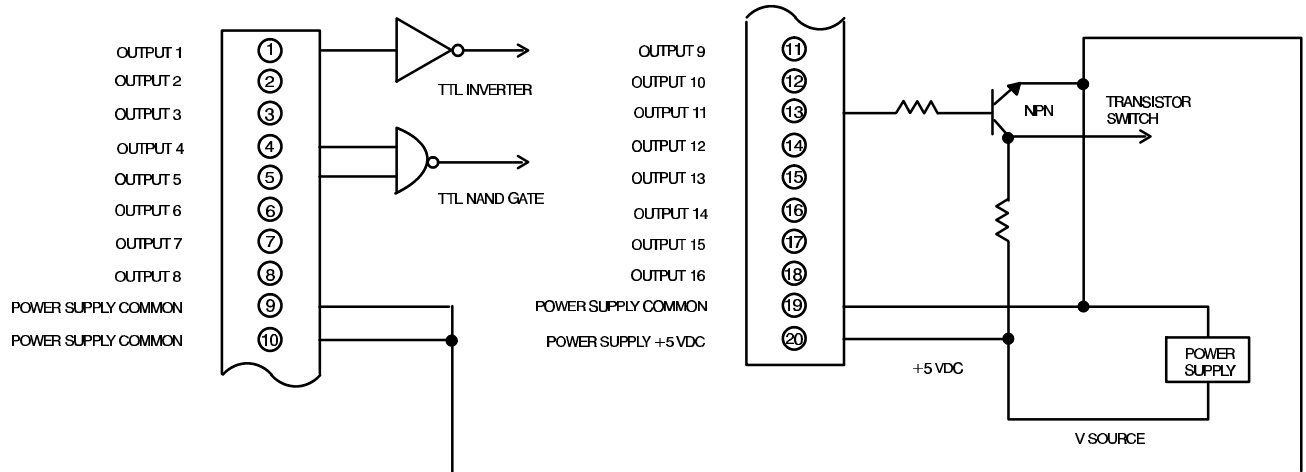 OUTPUT 1
1
OUTPUT 2
2
TTL INVERTER
OUTPUT 3
3
OUTPUT 4
4
OUTPUT 5
5
TTL NAND GATE
OUTPUT 6
6
OUTPUT 7
7
OUTPUT 8
8
POWER SUPPLY COMMON
9
POWER SUPPLY COMMON
10
OUTPUT 9
11
OUTPUT 10
12
OUTPUT 11
13
NPN
TRANSISTOR
SWITCH
OUTPUT 12
14
OUTPUT 13
15
OUTPUT 14
16
OUTPUT 15
17
OUTPUT 16
18
POWER SUPPLY COMMON
19
POWER SUPPLY +5 VDC
20
+5 VDC
POWER
SUPPLY
V SOURCE